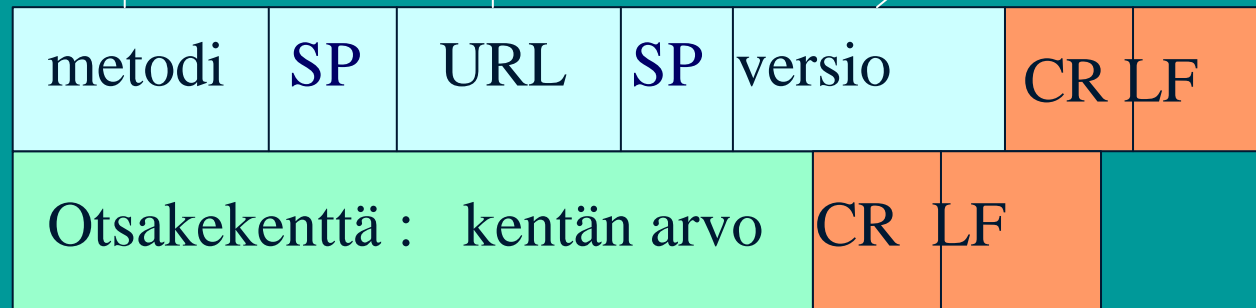 metodi SP URL SP versio CR LF
Otsakekenttä : kentän arvo CR LF